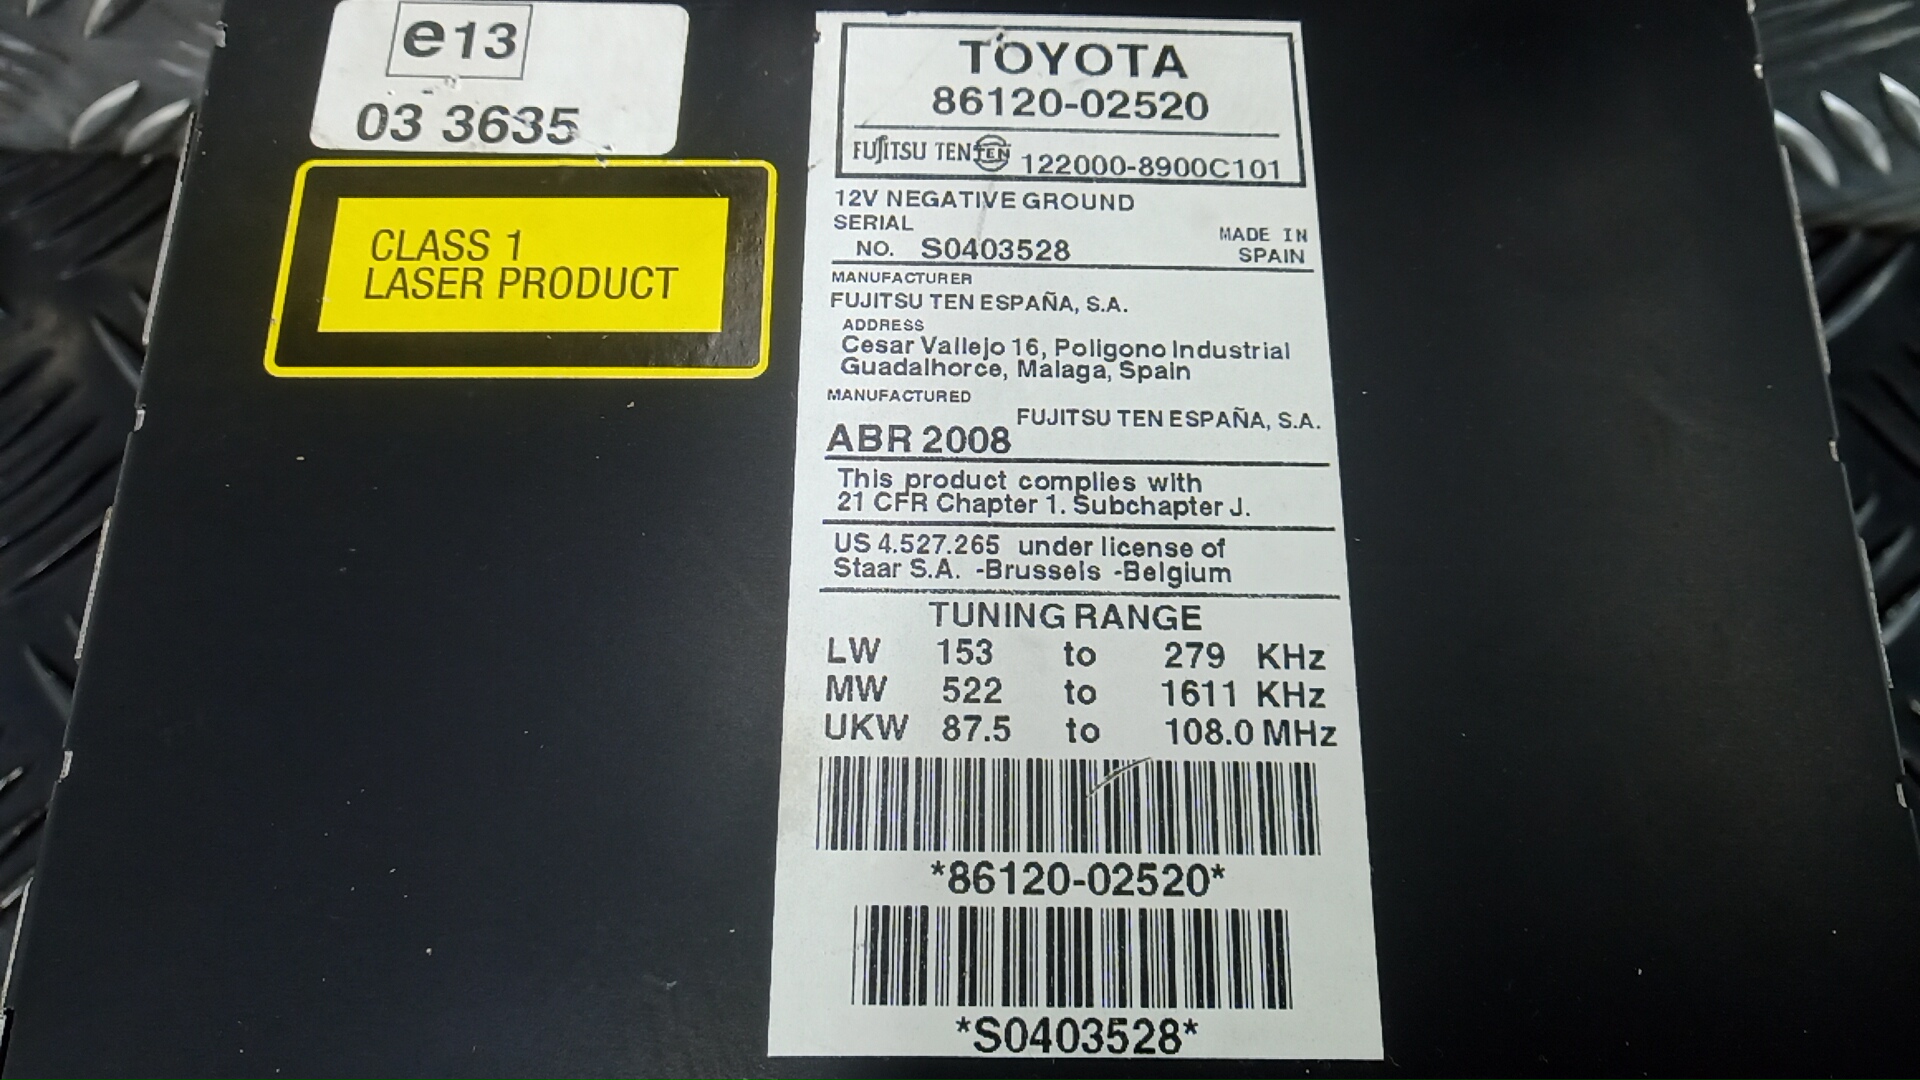 e13
03 3635
CLASS 1
LASER PRODUCT
TOYOTA
86120-02520
FUJITSU TEN TEN 122000-8900C101
12V NEGATIVE GROUND
SERIAL
NO. S0403528
MADE IN
SPAIN
MANUFACTURER
FUJITSU TEN ESPAÑA, S.A.
ADDRESS
Cesar Vallejo 16, Poligono Industrial
Guadalhorce, Malaga, Spain
MANUFACTURED
FUJITSU TEN ESPAÑA, S.A.
ABR 2008
This product complies with
21 CFR Chapter 1. Subchapter J.
US 4.527.265 under license of
Staar S.A. -Brussels -Belgium
TUNING RANGE
LW 153 to 279 KHz
MW 522 to 1611 KHz
UKW 87.5 to 108.0 MHz
*86120-02520*
*S0403528*